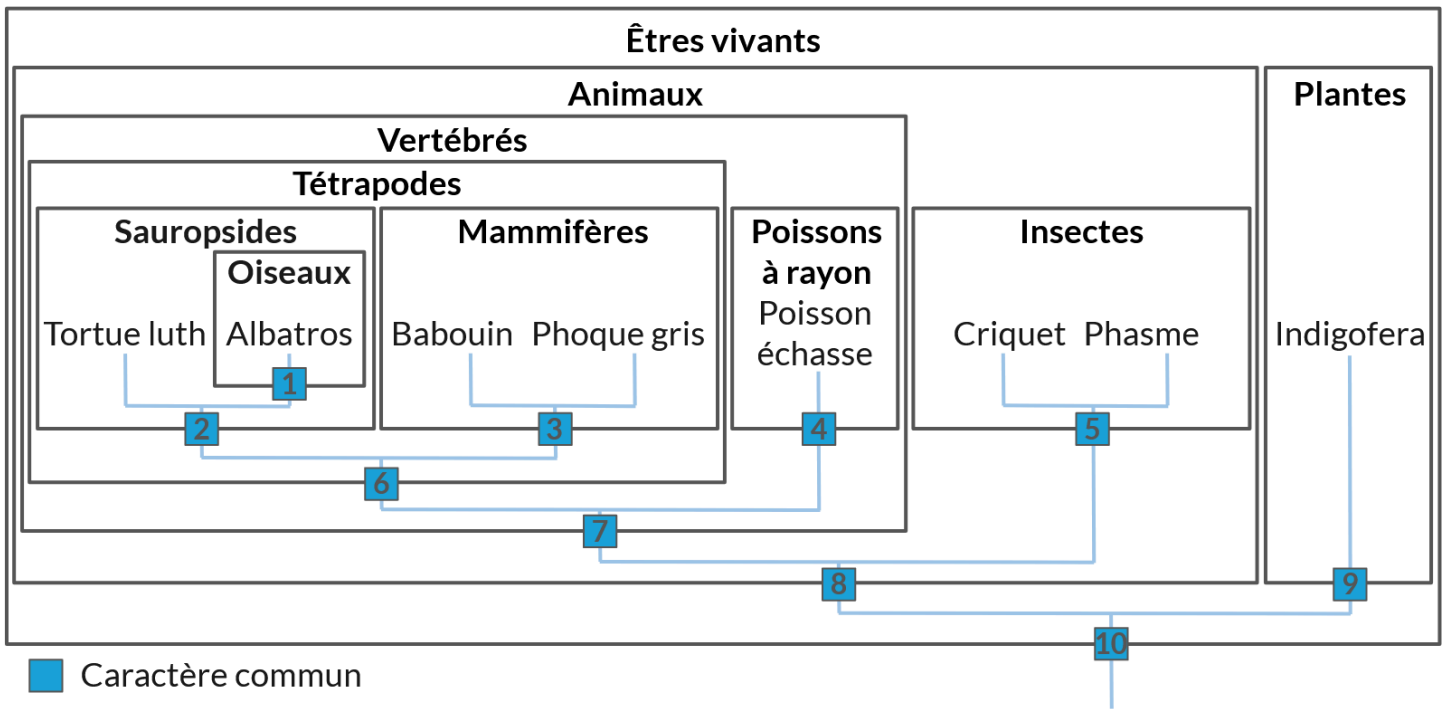 Êtres vivants
Animaux
Plantes
Vertébrés
Tétrapodes
Sauropsides
Mammifères
Poissons
à rayon
Insectes
Oiseaux
Tortue luth
Albatros
Babouin
Phoque gris
Poisson
échasse
Criquet
Phasme
Indigofera
1
2
3
4
5
6
7
8
9
10
Caractère commun